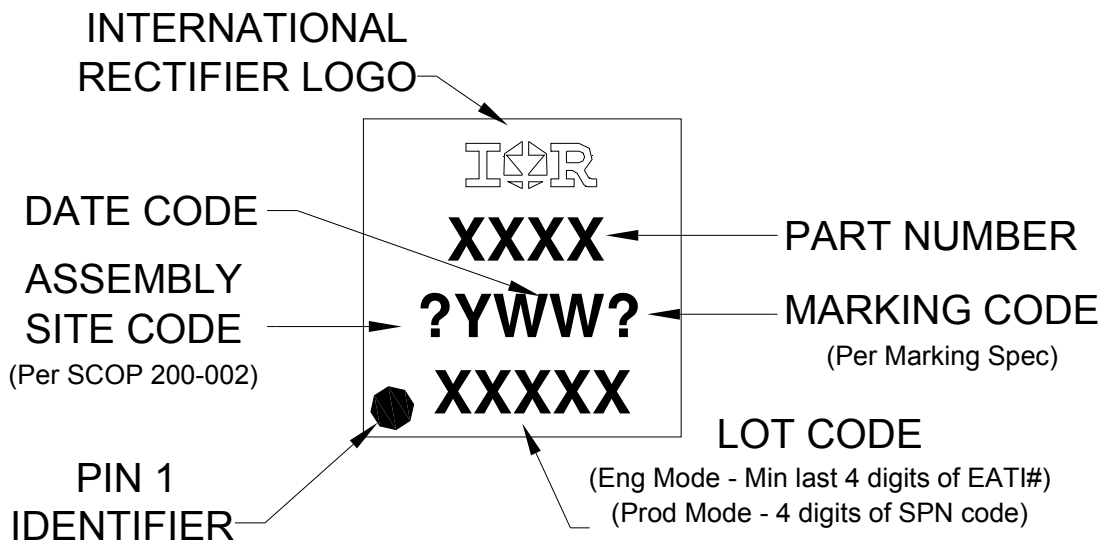 INTERNATIONAL
RECTIFIER LOGO
IOR
DATE CODE
XXXX
PART NUMBER
ASSEMBLY
SITE CODE
(Per SCOP 200-002)
?YWW?
MARKING CODE
(Per Marking Spec)
XXXXX
PIN 1
IDENTIFIER
LOT CODE
(Eng Mode - Min last 4 digits of EATI#)
(Prod Mode - 4 digits of SPN code)